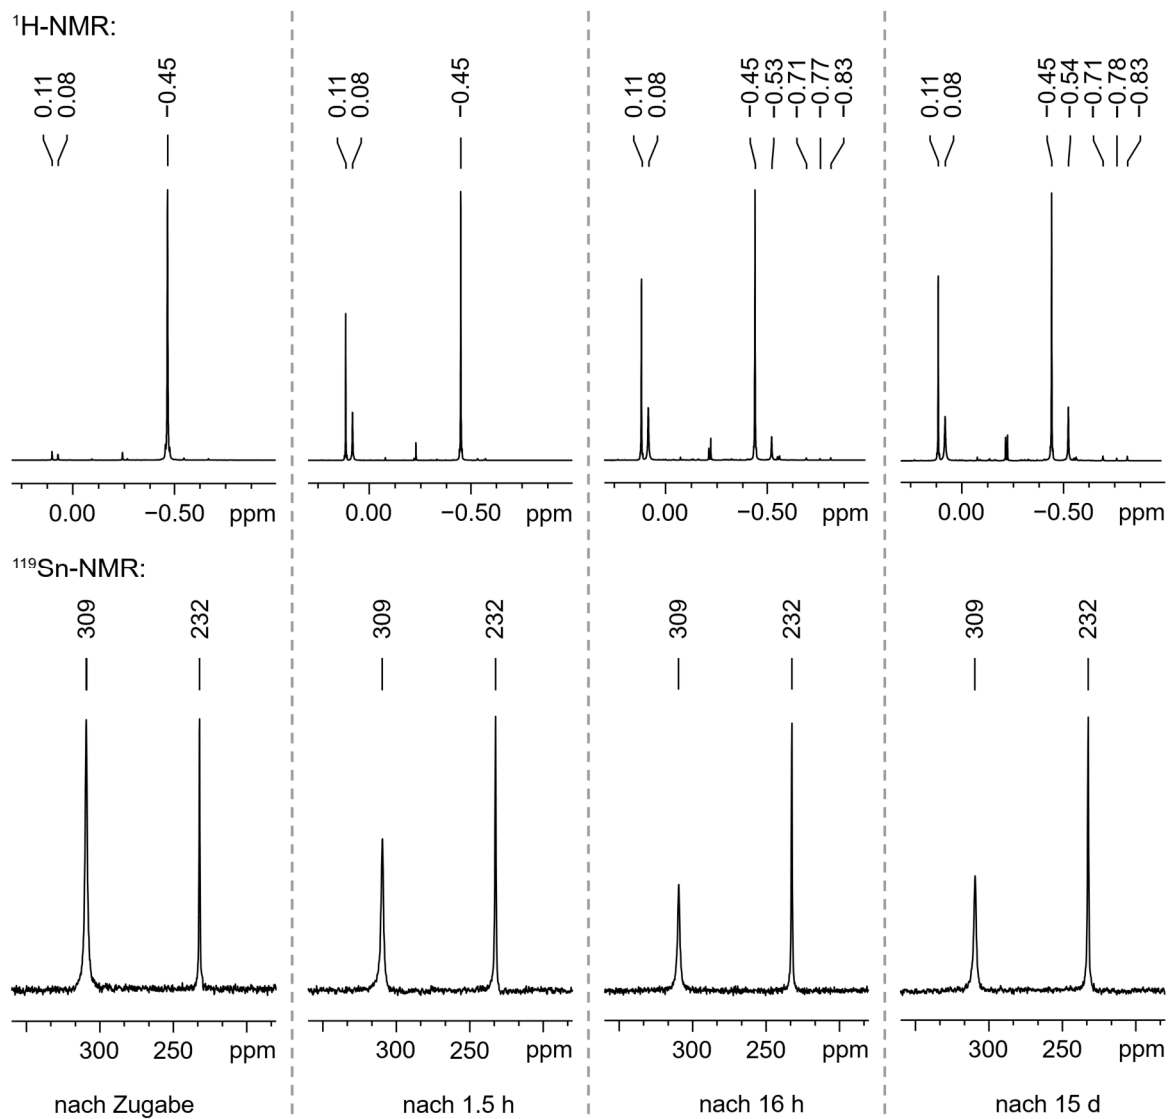 ¹H-NMR:
0.11 0.08 −0.45
0.11 0.08 −0.45
0.11 0.08 −0.45 −0.53 −0.71 −0.77 −0.83
0.11 0.08 −0.45 −0.54 −0.71 −0.78 −0.83
0.00 −0.50 ppm
0.00 −0.50 ppm
0.00 −0.50 ppm
0.00 −0.50 ppm
¹¹⁹Sn-NMR:
309 232
309 232
309 232
309 232
300 250 ppm
300 250 ppm
300 250 ppm
300 250 ppm
nach Zugabe
nach 1.5 h
nach 16 h
nach 15 d